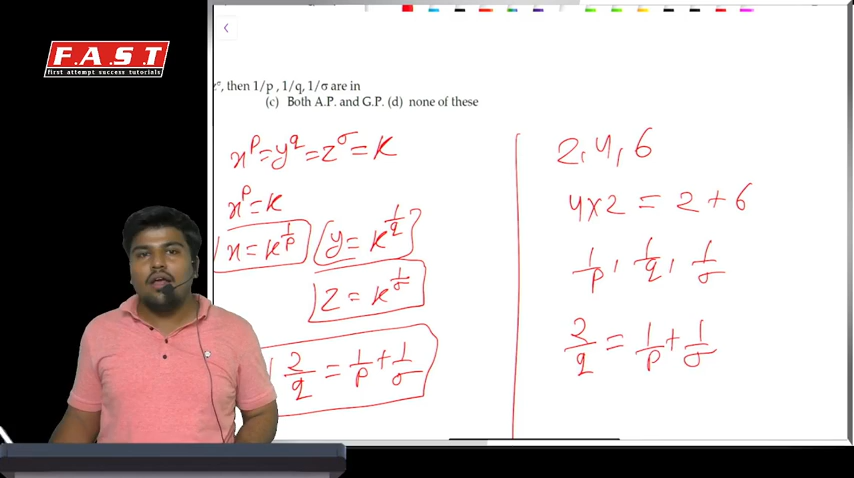 F.A.S.T
first attempt success tutorials
, then 1/p , 1/q, 1/σ are in
(c) Both A.P. and G.P. (d) none of these
x^p = y^q = z^σ = K
x^p = K
x = K^{1/p} y = K^{1/q}
z = K^{1/σ}
2/q = 1/p + 1/σ
2, 4, 6
4 × 2 = 2 + 6
1/p, 1/q, 1/σ
2/q = 1/p + 1/σ